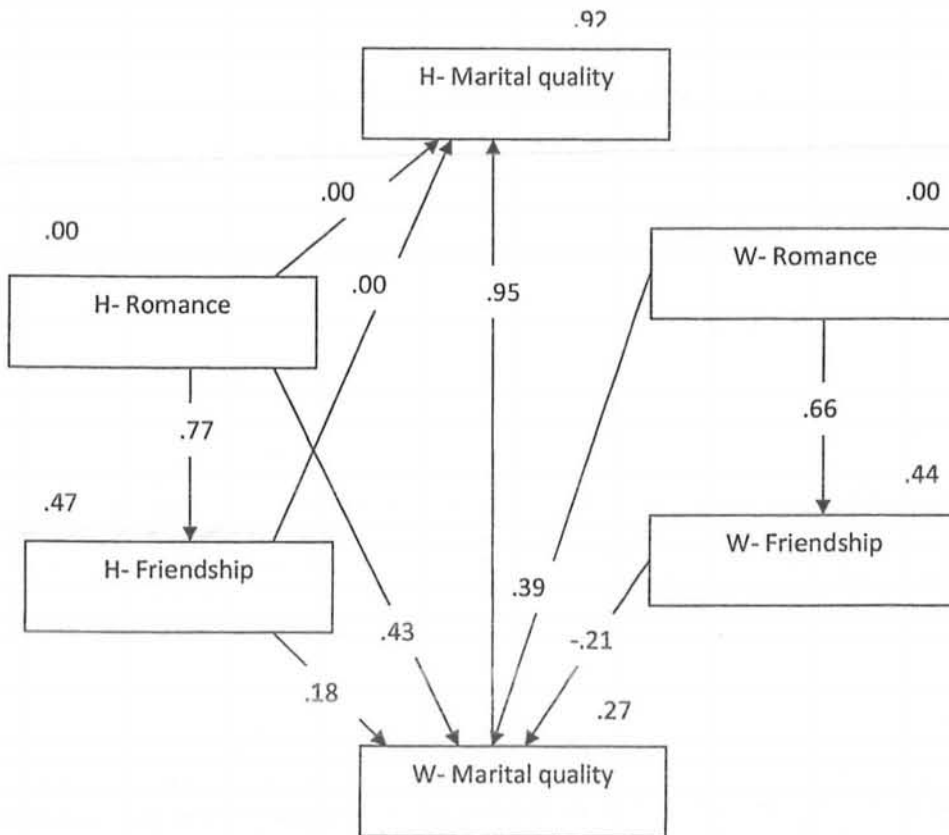 .92
H- Marital quality
.00
.00
.00
W- Romance
H- Romance
.00
.95
.77
.66
.47
.44
H- Friendship
W- Friendship
.39
.43
-.21
.18
.27
W- Marital quality